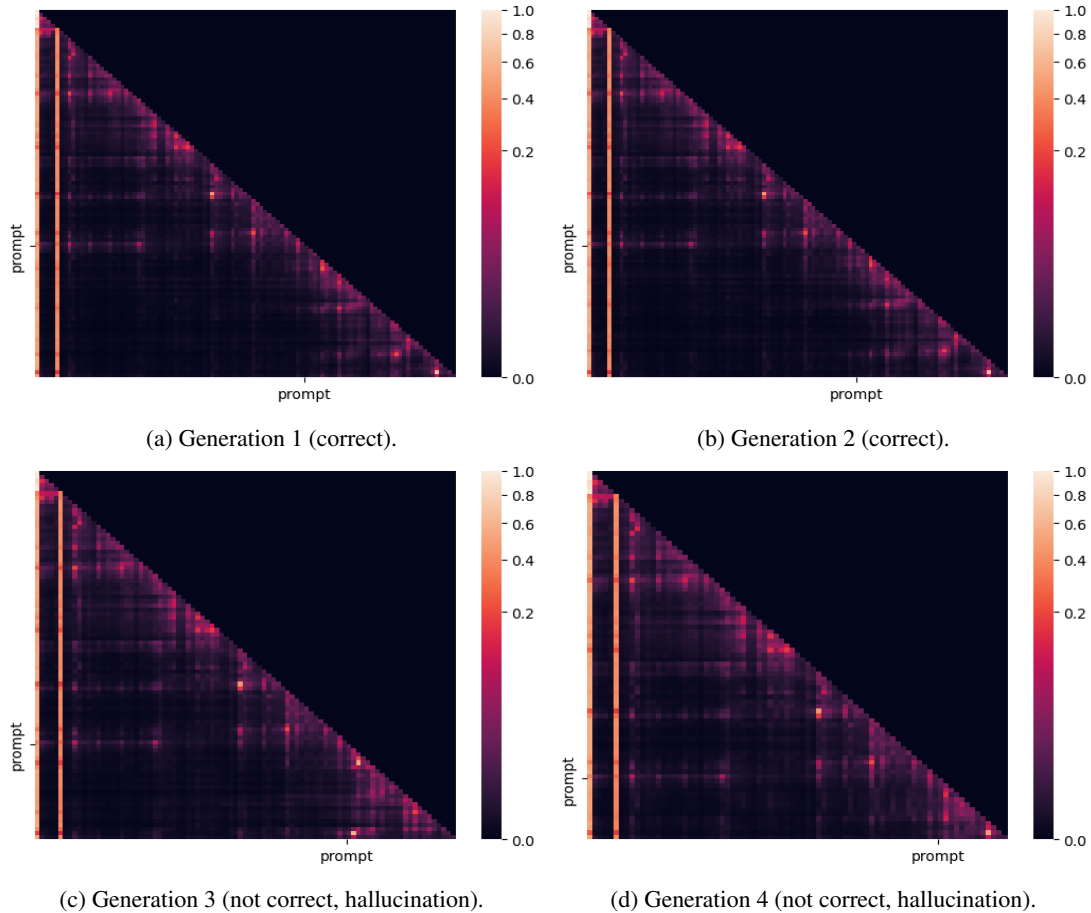 1.0
0.8
0.6
0.4
0.2
0.0
prompt
prompt
(a) Generation 1 (correct).
1.0
0.8
0.6
0.4
0.2
0.0
prompt
prompt
(b) Generation 2 (correct).
1.0
0.8
0.6
0.4
0.2
0.0
prompt
prompt
(c) Generation 3 (not correct, hallucination).
1.0
0.8
0.6
0.4
0.2
0.0
prompt
prompt
(d) Generation 4 (not correct, hallucination).